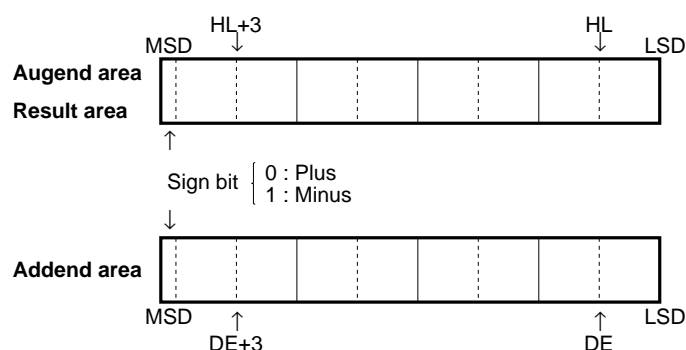 HL+3 HL
MSD ↓ ↓ LSD
Augend area
Result area
↑
Sign bit { 0 : Plus
1 : Minus
↓
Addend area
MSD ↑ ↑ LSD
DE+3 DE